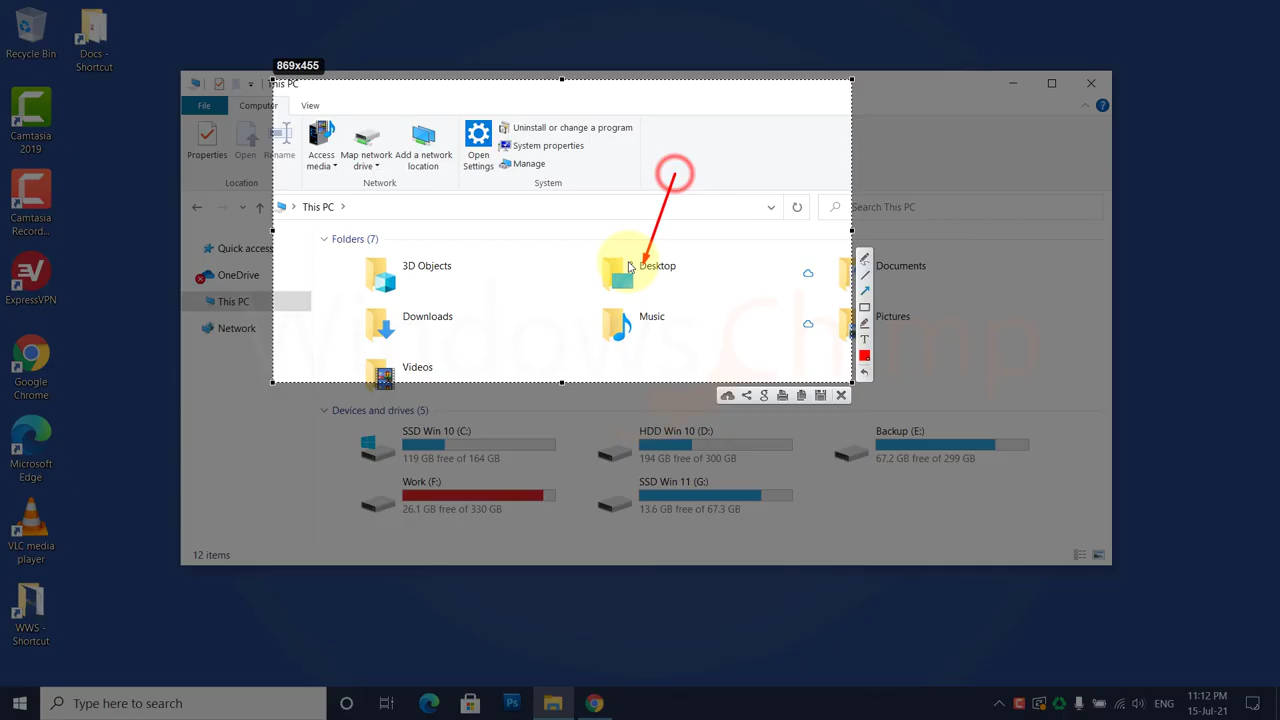 Recycle Bin
Docs -
Shortcut
Camtasia
2019
Camtasia
Record...
ExpressVPN
Google
Chrome
Microsoft
Edge
VLC media
player
WWS -
Shortcut
869x455
This PC
File
Computer
View
Properties
Open
Rename
Access
media
Map network
drive
Add a network
location
Open
Settings
Uninstall or change a program
System properties
Manage
Location
Network
System
This PC
Search This PC
Quick access
OneDrive
This PC
Network
Folders (7)
3D Objects
Desktop
Documents
Downloads
Music
Pictures
Videos
Windows Chimp
Devices and drives (5)
SSD Win 10 (C:)
119 GB free of 164 GB
HDD Win 10 (D:)
194 GB free of 300 GB
Backup (E:)
67.2 GB free of 299 GB
Work (F:)
26.1 GB free of 330 GB
SSD Win 11 (G:)
13.6 GB free of 67.3 GB
12 items
Type here to search
Ps
ENG
11:12 PM
15-Jul-21